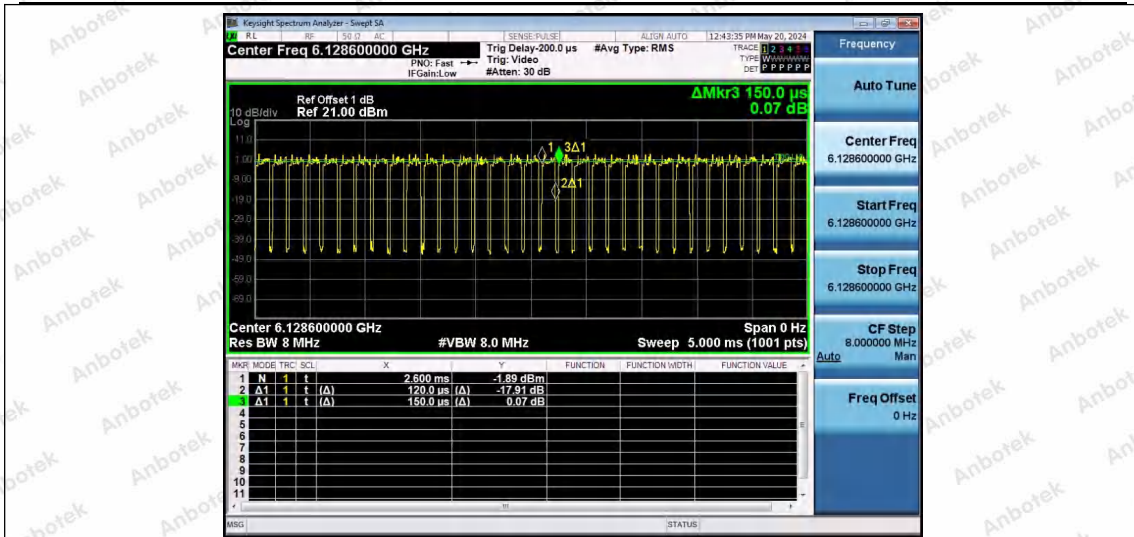 Keysight Spectrum Analyzer - Swept SA
RL RF 50 Ω AC SENSE:PULSE ALIGN AUTO 12:43:35 PM May 20, 2024
Center Freq 6.128600000 GHz Trig Delay-200.0 µs #Avg Type: RMS TRACE 1 2 3 4 5 6
PNO: Fast Trig: Video TYPE WWWWWW
IFGain:Low #Atten: 30 dB DET P P P P P P
ΔMkr3 150.0 µs
0.07 dB
Ref Offset 1 dB
10 dB/div Ref 21.00 dBm
Log
11.0
1.00
-9.00
-19.0
-29.0
-39.0
-49.0
-59.0
-69.0
1 3Δ1
2Δ1
Center 6.128600000 GHz Span 0 Hz
Res BW 8 MHz #VBW 8.0 MHz Sweep 5.000 ms (1001 pts)
MKR MODE TRC SCL X Y FUNCTION FUNCTION WIDTH FUNCTION VALUE
1 N 1 t 2.600 ms -1.89 dBm
2 Δ1 1 t (Δ) 120.0 µs (Δ) -17.91 dB
3 Δ1 1 t (Δ) 150.0 µs (Δ) 0.07 dB
4
5
6
7
8
9
10
11
MSG STATUS
Frequency
Auto Tune
Center Freq
6.128600000 GHz
Start Freq
6.128600000 GHz
Stop Freq
6.128600000 GHz
CF Step
8.000000 MHz
Auto Man
Freq Offset
0 Hz
Anbotek